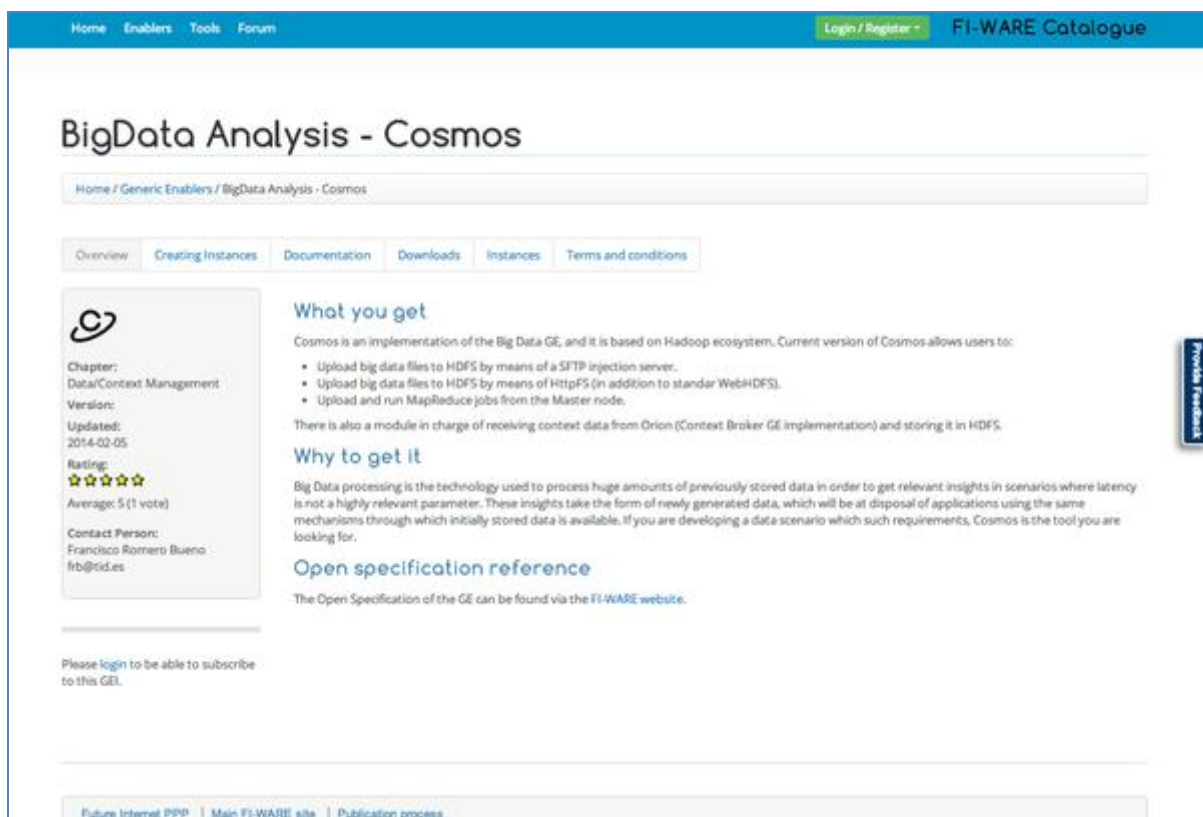 Home Enablers Tools Forum Login / Register FI-WARE Catalogue
BigData Analysis - Cosmos
Home / Generic Enablers / BigData Analysis - Cosmos
Overview Creating Instances Documentation Downloads Instances Terms and conditions
Chapter:
Data/Context Management
Version:
Updated:
2014-02-05
Rating:
Average: 5 (1 vote)
Contact Person:
Francisco Romero Bueno
frb@tid.es
Please login to be able to subscribe
to this GEI.
What you get
Cosmos is an implementation of the Big Data GE, and it is based on Hadoop ecosystem. Current version of Cosmos allows users to:
• Upload big data files to HDFS by means of a SFTP injection server.
• Upload big data files to HDFS by means of HttpFS (in addition to standar WebHDFS).
• Upload and run MapReduce jobs from the Master node.
There is also a module in charge of receiving context data from Orion (Context Broker GE implementation) and storing it in HDFS.
Why to get it
Big Data processing is the technology used to process huge amounts of previously stored data in order to get relevant insights in scenarios where latency
is not a highly relevant parameter. These insights take the form of newly generated data, which will be at disposal of applications using the same
mechanisms through which initially stored data is available. If you are developing a data scenario which such requirements, Cosmos is the tool you are
looking for.
Open specification reference
The Open Specification of the GE can be found via the FI-WARE website.
Provide Feedback
Future Internet PPP | Main FI-WARE site | Publication process